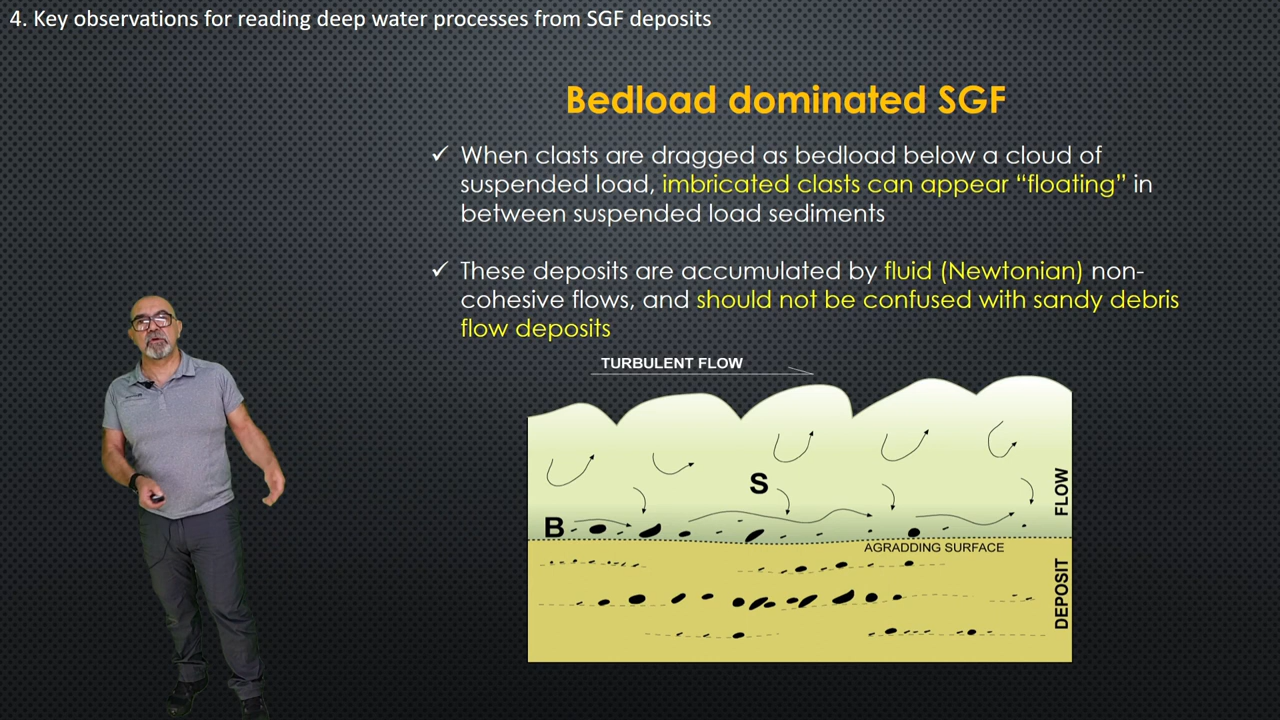 4. Key observations for reading deep water processes from SGF deposits
Bedload dominated SGF
✓ When clasts are dragged as bedload below a cloud of
suspended load, imbricated clasts can appear “floating” in
between suspended load sediments
✓ These deposits are accumulated by fluid (Newtonian) non-
cohesive flows, and should not be confused with sandy debris
flow deposits
TURBULENT FLOW
S
B
FLOW
AGRADDING SURFACE
DEPOSIT